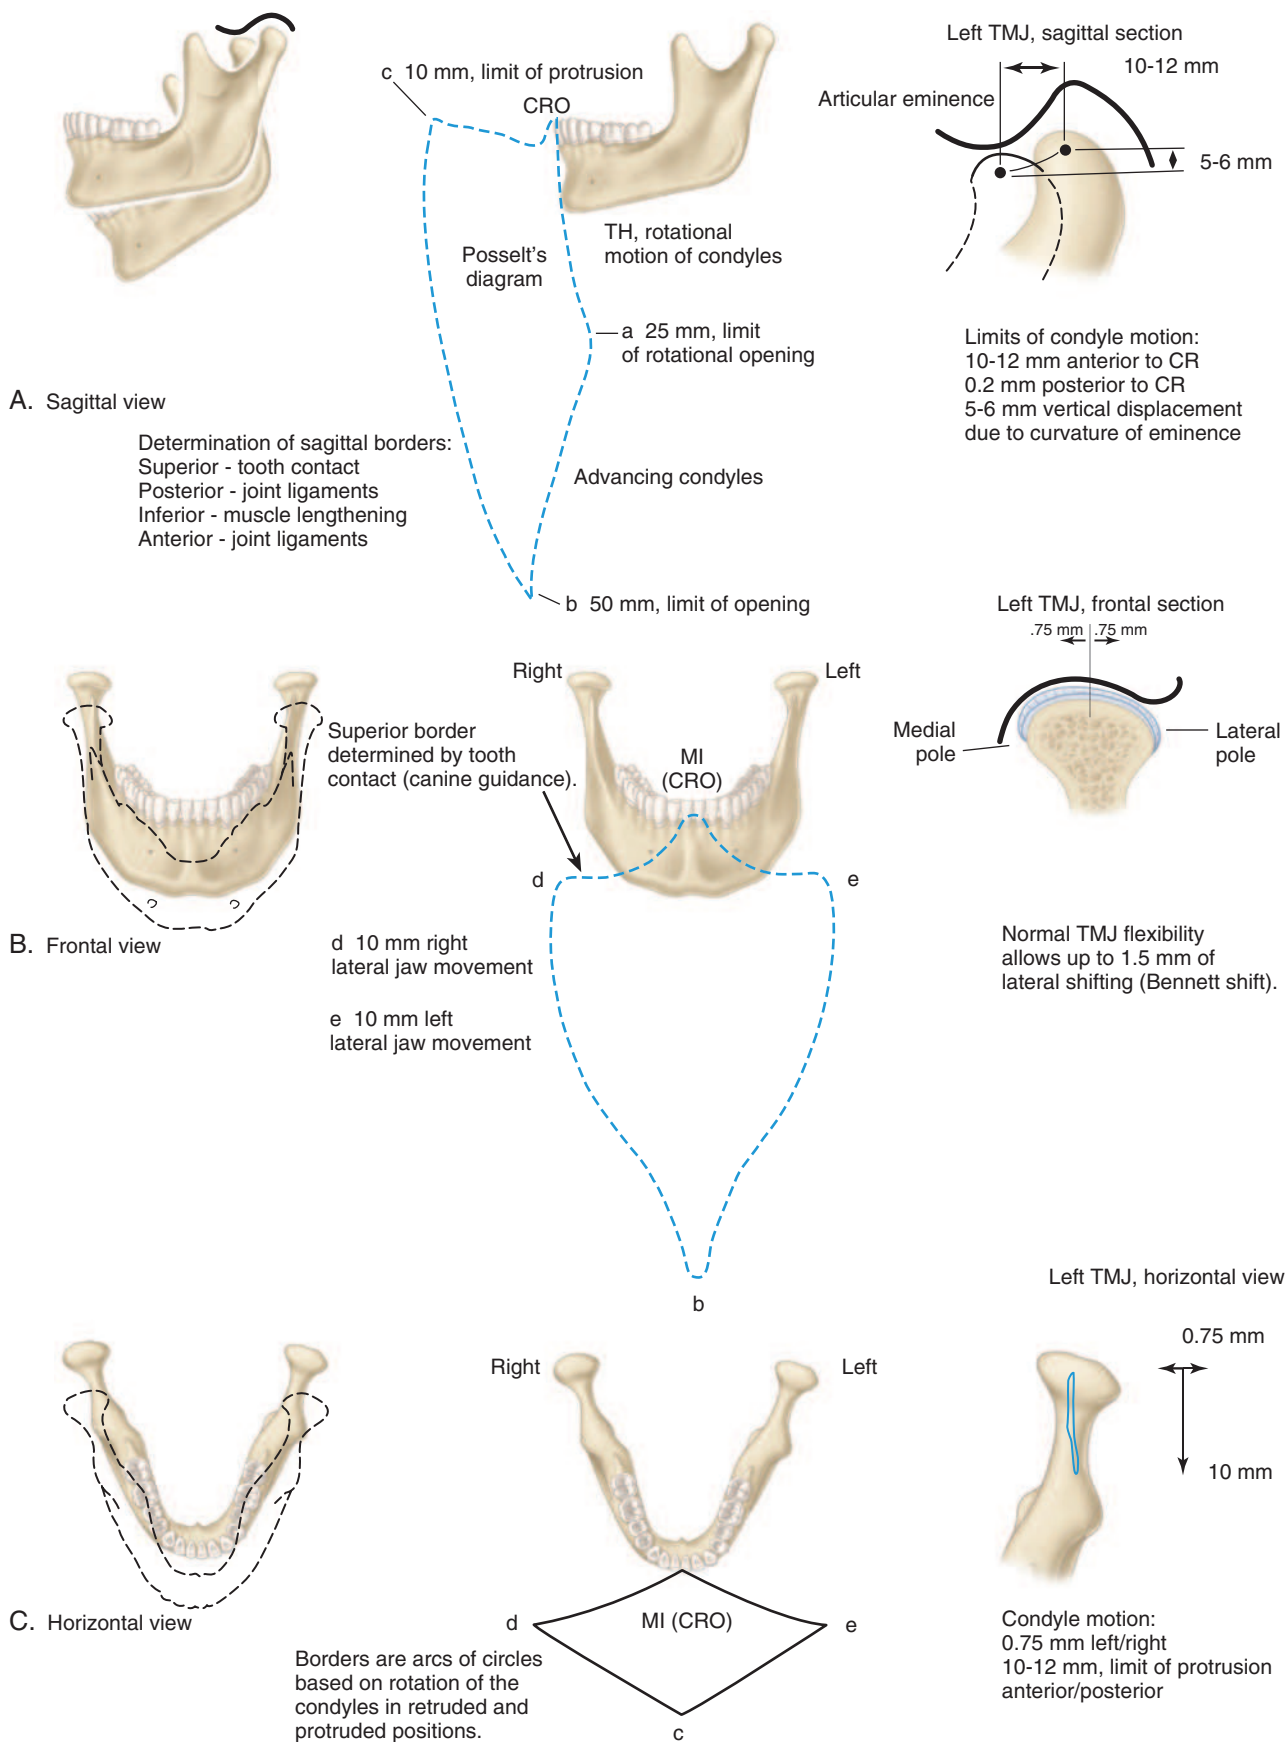 Left TMJ, sagittal section
10-12 mm
c 10 mm, limit of protrusion
CRO
Articular eminence
5-6 mm
TH, rotational
motion of condyles
Posselt's
diagram
a 25 mm, limit
of rotational opening
Limits of condyle motion:
10-12 mm anterior to CR
0.2 mm posterior to CR
5-6 mm vertical displacement
due to curvature of eminence
A. Sagittal view
Determination of sagittal borders:
Superior - tooth contact
Posterior - joint ligaments
Inferior - muscle lengthening
Anterior - joint ligaments
Advancing condyles
b 50 mm, limit of opening
Left TMJ, frontal section
.75 mm .75 mm
Right
Left
Superior border
determined by tooth
contact (canine guidance).
MI
(CRO)
Medial
pole
Lateral
pole
d
e
B. Frontal view
d 10 mm right
lateral jaw movement
e 10 mm left
lateral jaw movement
Normal TMJ flexibility
allows up to 1.5 mm of
lateral shifting (Bennett shift).
b
Left TMJ, horizontal view
0.75 mm
Right
Left
10 mm
C. Horizontal view
d
MI (CRO)
e
Borders are arcs of circles
based on rotation of the
condyles in retruded and
protruded positions.
c
Condyle motion:
0.75 mm left/right
10-12 mm, limit of protrusion
anterior/posterior